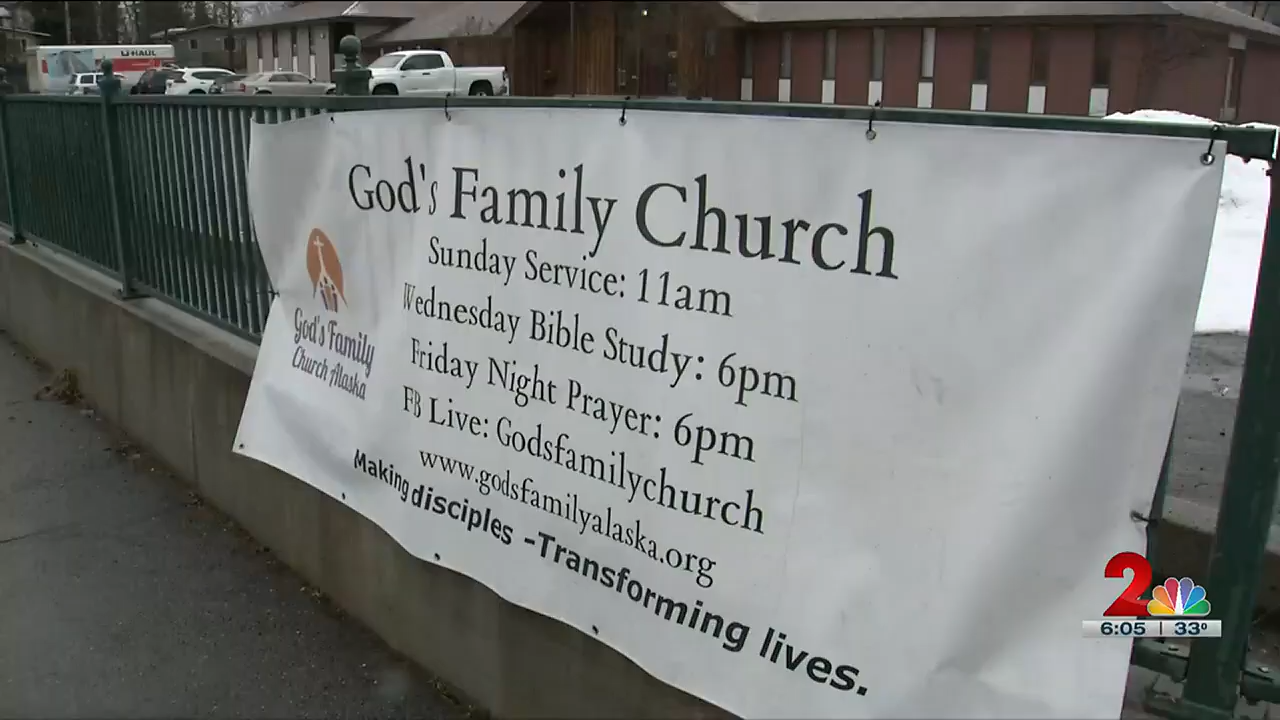 U-HAUL
God's Family Church
Sunday Service: 11am
Wednesday Bible Study: 6pm
Friday Night Prayer: 6pm
FB Live: Godsfamilychurch
www.godsfamilyalaska.org
Making disciples -Transforming lives.
God's Family
Church Alaska
2
6:05 | 33°